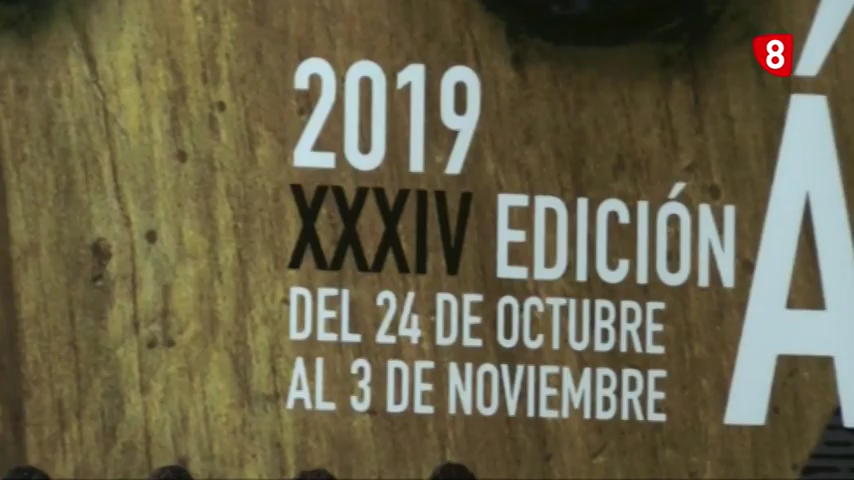 8
2019
XXXIV EDICIÓN
DEL 24 DE OCTUBRE
AL 3 DE NOVIEMBRE
Á